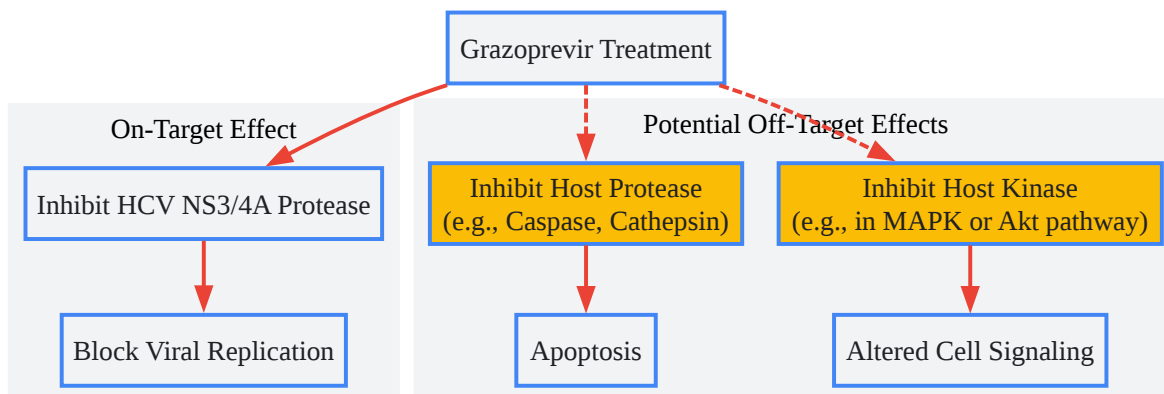 Grazoprevir Treatment
On-Target Effect
Potential Off-Target Effects
Inhibit HCV NS3/4A Protease
Inhibit Host Protease
(e.g., Caspase, Cathepsin)
Inhibit Host Kinase
(e.g., in MAPK or Akt pathway)
Block Viral Replication
Apoptosis
Altered Cell Signaling